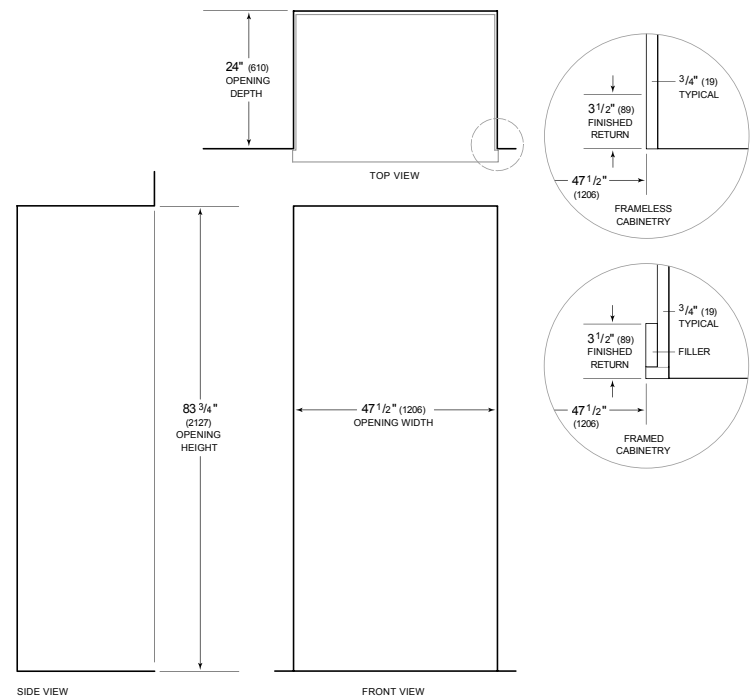 24" (610)
OPENING
DEPTH
TOP VIEW
3/4" (19)
TYPICAL
3 1/2" (89)
FINISHED
RETURN
47 1/2"
(1206)
FRAMELESS
CABINETRY
3/4" (19)
TYPICAL
3 1/2" (89)
FINISHED
RETURN
FILLER
47 1/2"
(1206)
FRAMED
CABINETRY
83 3/4"
(2127)
OPENING
HEIGHT
47 1/2" (1206)
OPENING WIDTH
SIDE VIEW
FRONT VIEW